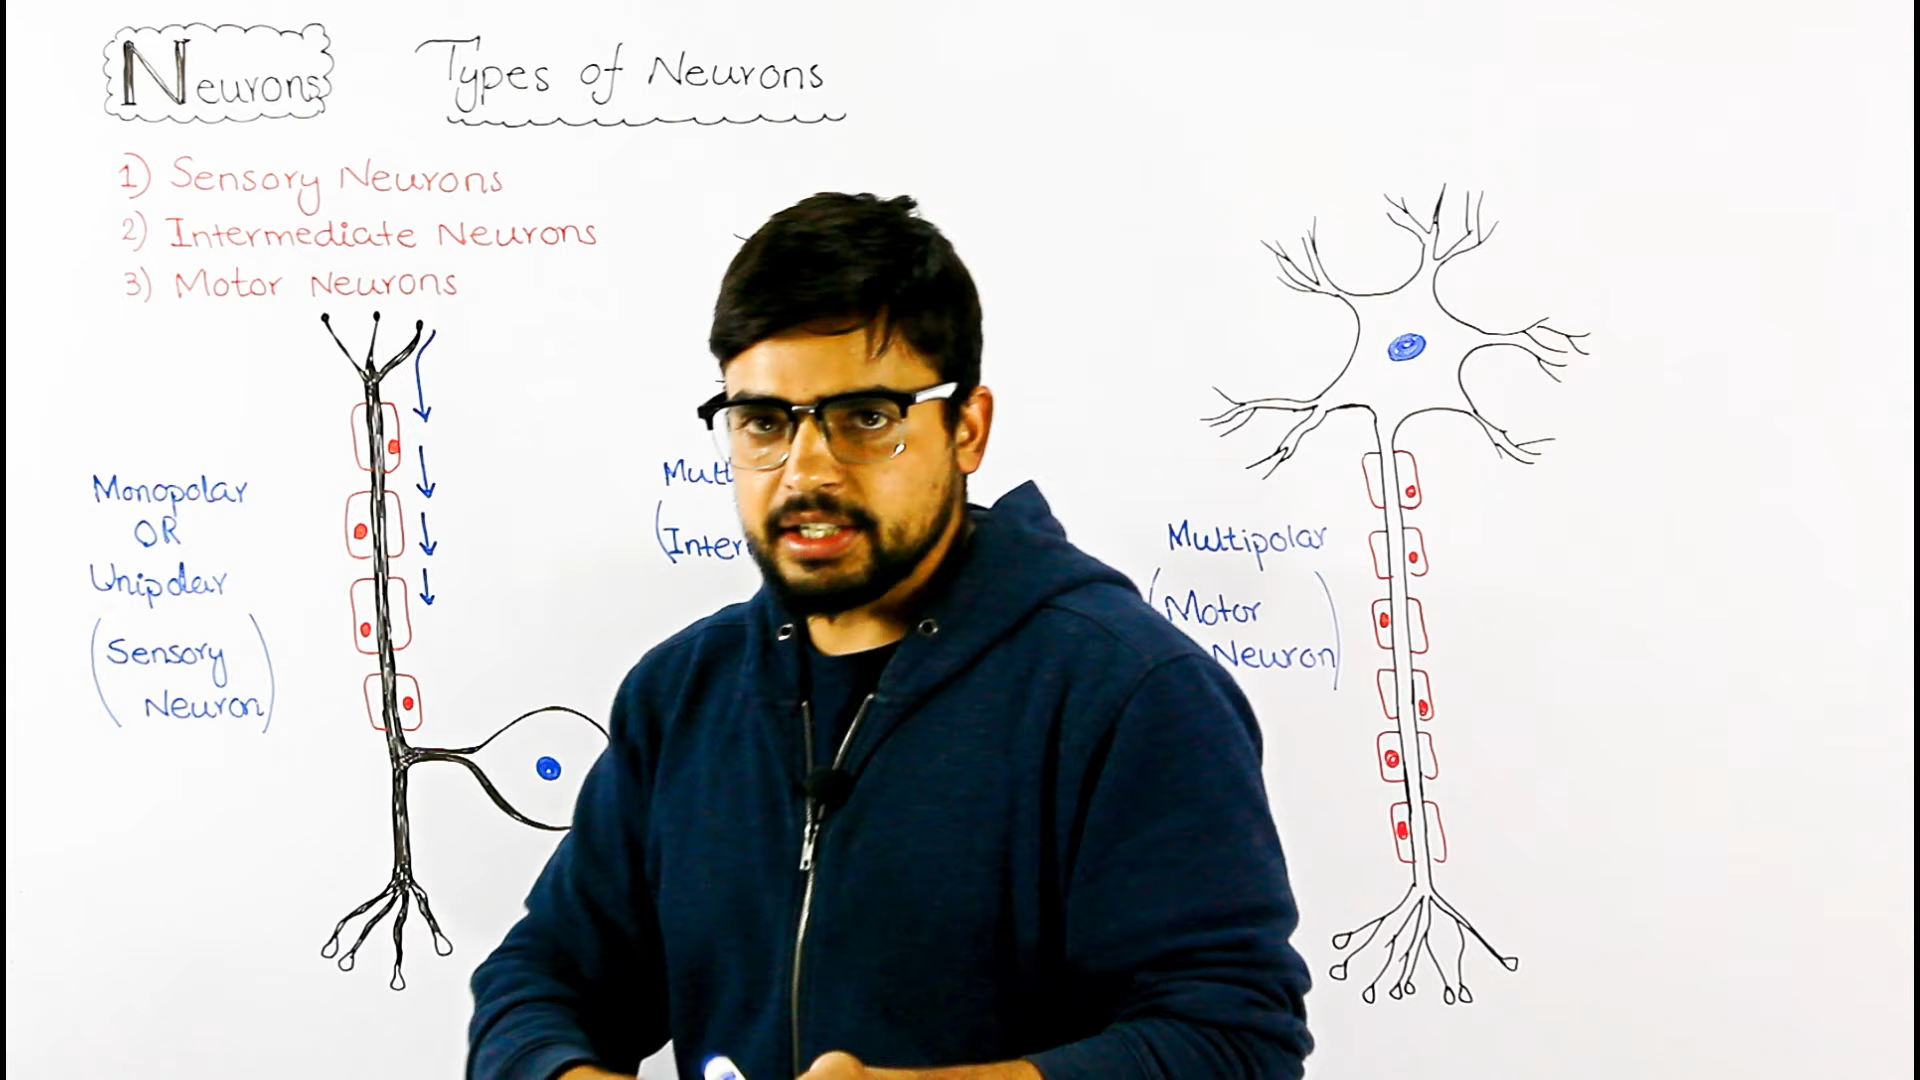 Neurons
Types of Neurons
1) Sensory Neurons
2) Intermediate Neurons
3) Motor Neurons
Monopolar
OR
Unipolar
(Sensory
Neuron)
Multipolar
(Motor
Neuron)